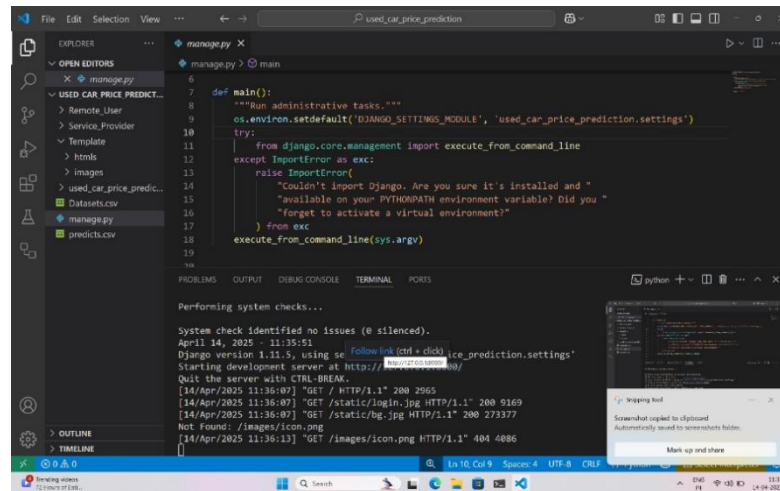 File Edit Selection View ... used_car_price_prediction
EXPLORER ...
OPEN EDITORS
manage.py
USED_CAR_PRICE_PREDICT...
Remote_User
Service_Provider
Template
htmls
images
used_car_price_predic...
Datasets.csv
manage.py
predicts.csv
OUTLINE
TIMELINE
manage.py
manage.py > main
6
7 def main():
8 """Run administrative tasks."""
9 os.environ.setdefault('DJANGO_SETTINGS_MODULE', 'used_car_price_prediction.settings')
10 try:
11 from django.core.management import execute_from_command_line
12 except ImportError as exc:
13 raise ImportError(
14 "Couldn't import Django. Are you sure it's installed and "
15 "available on your PYTHONPATH environment variable? Did you "
16 "forget to activate a virtual environment?"
17 ) from exc
18 execute_from_command_line(sys.argv)
19
20
PROBLEMS OUTPUT DEBUG CONSOLE TERMINAL PORTS python
Performing system checks...
System check identified no issues (0 silenced).
April 14, 2025 - 11:35:51
Django version 1.11.5, using se ice_prediction.settings'
Follow link (ctrl + click)
http://127.0.0.1:8000/
Starting development server at http://
Quit the server with CTRL-BREAK.
[14/Apr/2025 11:36:07] "GET / HTTP/1.1" 200 2965
[14/Apr/2025 11:36:07] "GET /static/login.jpg HTTP/1.1" 200 9169
[14/Apr/2025 11:36:07] "GET /static/bg.jpg HTTP/1.1" 200 273377
Not Found: /images/icon.png
[14/Apr/2025 11:36:13] "GET /images/icon.png HTTP/1.1" 404 4086
Snipping Tool
Screenshot copied to clipboard
Automatically saved to screenshots folder.
Mark-up and share
0 0 Ln 10, Col 9 Spaces: 4 UTF-8 CRLF
Trending videos
Search
ENG